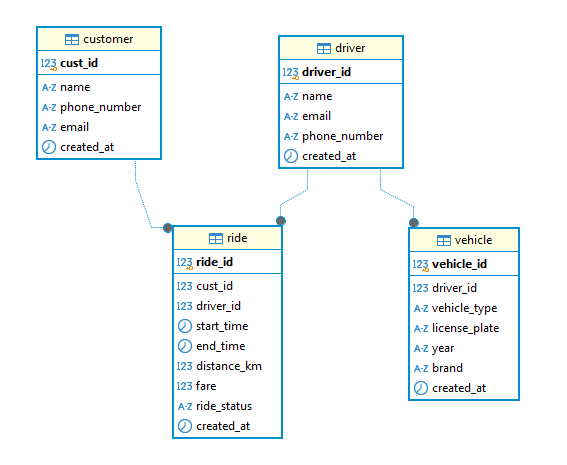 customer
123 cust_id
A-Z name
A-Z phone_number
A-Z email
created_at
driver
123 driver_id
A-Z name
A-Z email
A-Z phone_number
created_at
ride
123 ride_id
123 cust_id
123 driver_id
start_time
end_time
123 distance_km
123 fare
A-Z ride_status
created_at
vehicle
123 vehicle_id
123 driver_id
A-Z vehicle_type
A-Z license_plate
A-Z year
A-Z brand
created_at